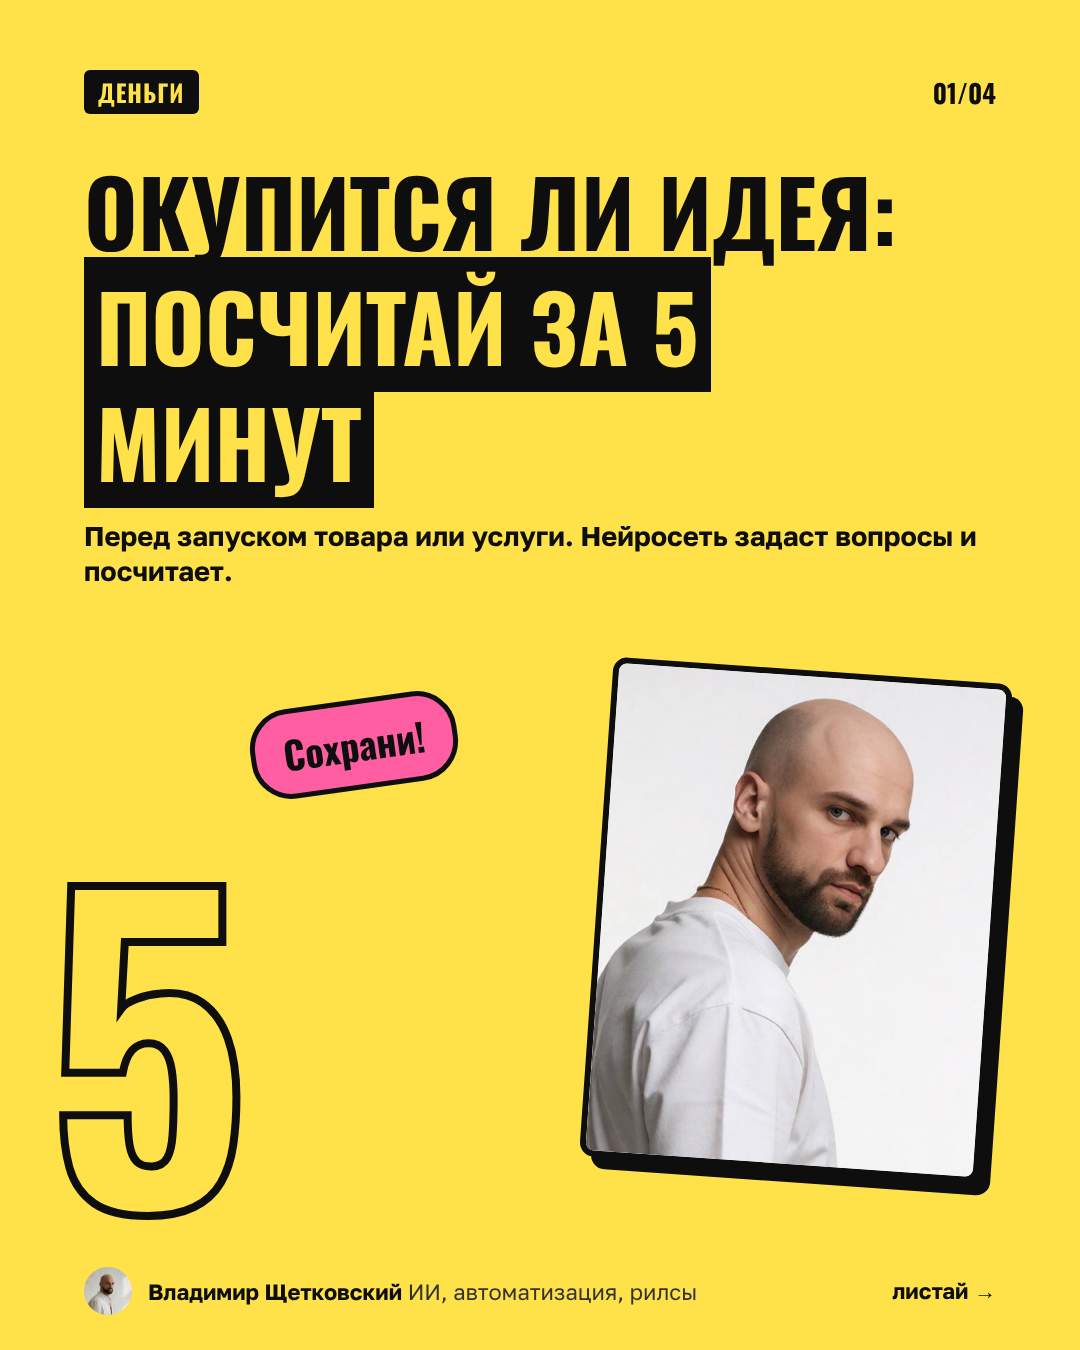 ДЕНЬГИ
01/04
ОКУПИТСЯ ЛИ ИДЕЯ:
ПОСЧИТАЙ ЗА 5
МИНУТ
Перед запуском товара или услуги. Нейросеть задаст вопросы и
посчитает.
Сохрани!
5
Владимир Щетковский ИИ, автоматизация, рилсы
листай →